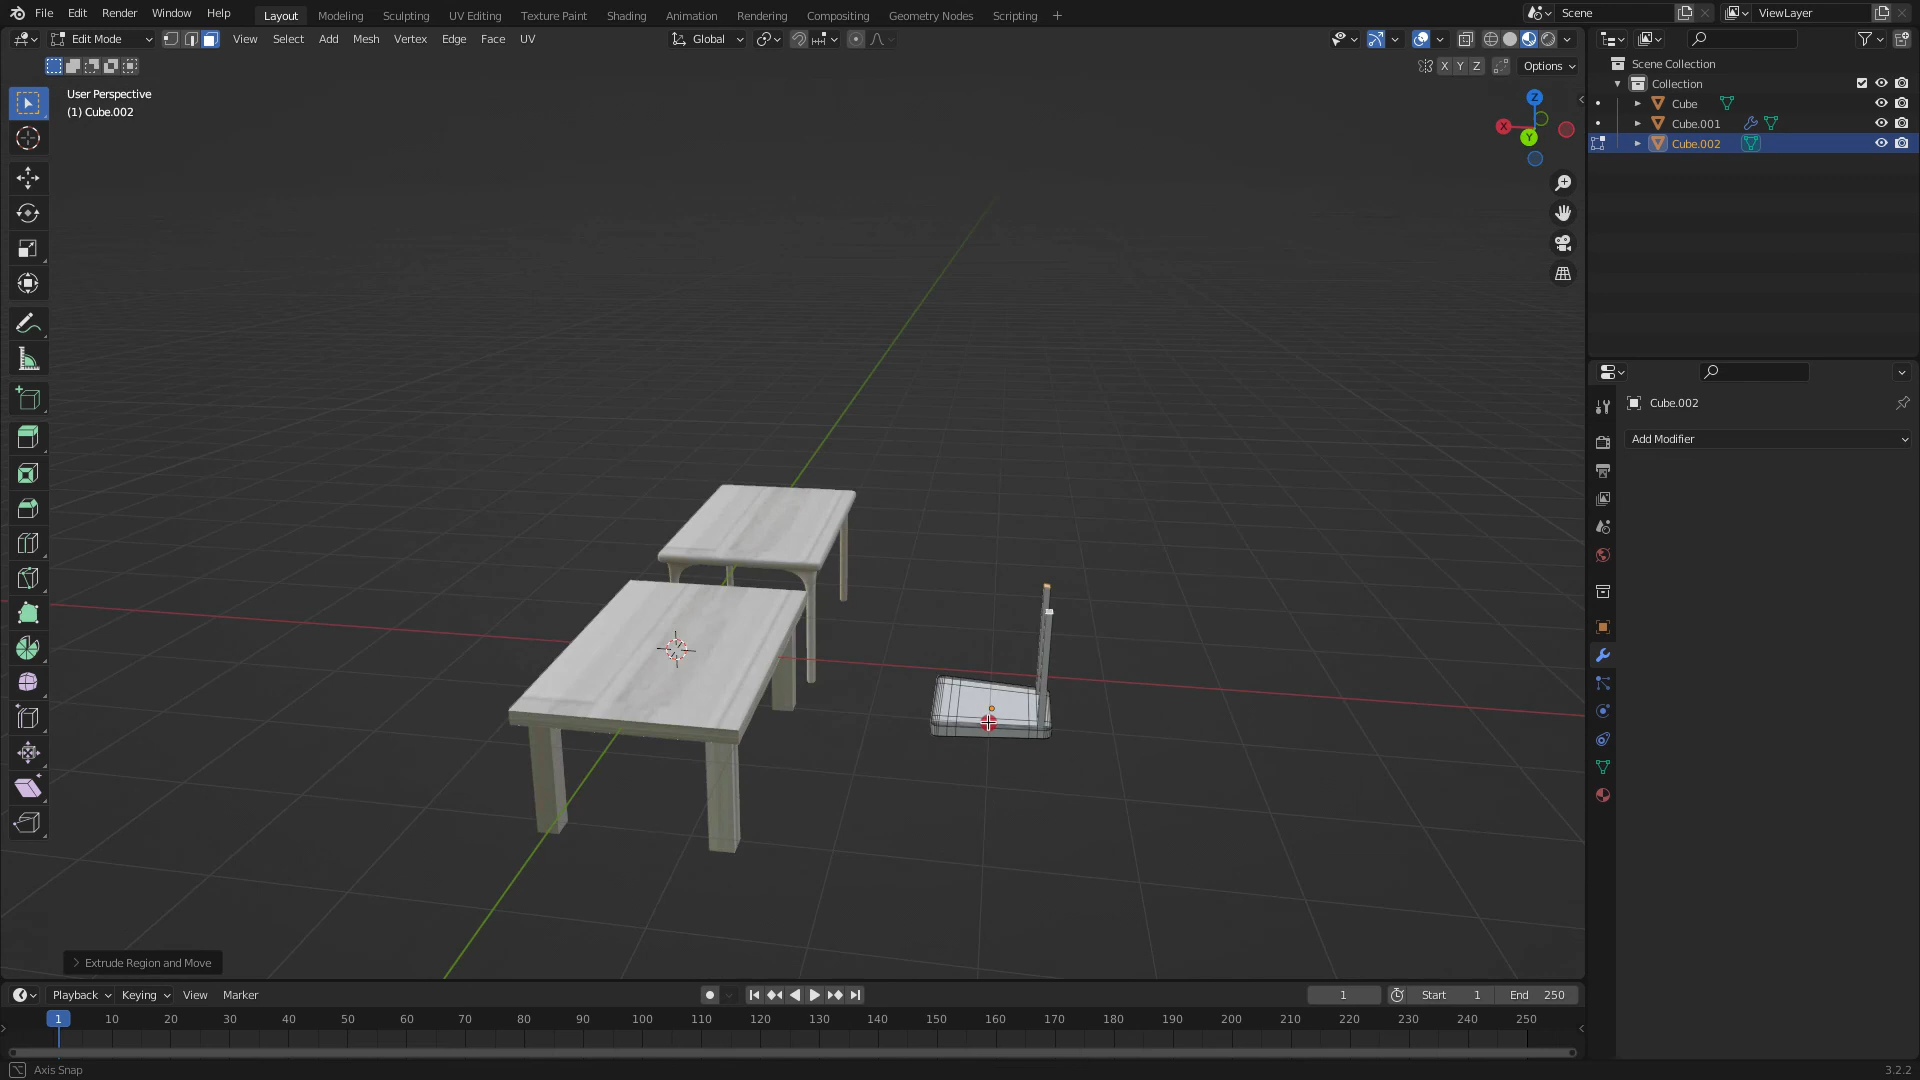 File Edit Render Window Help Layout Modeling Sculpting UV Editing Texture Paint Shading Animation Rendering Compositing Geometry Nodes Scripting + Scene ViewLayer
Edit Mode View Select Add Mesh Vertex Edge Face UV Global
X Y Z Options
User Perspective
(1) Cube.002
Z
X
Y
Scene Collection
Collection
Cube
Cube.001
Cube.002
Cube.002
Add Modifier
Extrude Region and Move
Playback Keying View Marker 1 Start 1 End 250
1 10 20 30 40 50 60 70 80 90 100 110 120 130 140 150 160 170 180 190 200 210 220 230 240 250
Axis Snap 3.2.2